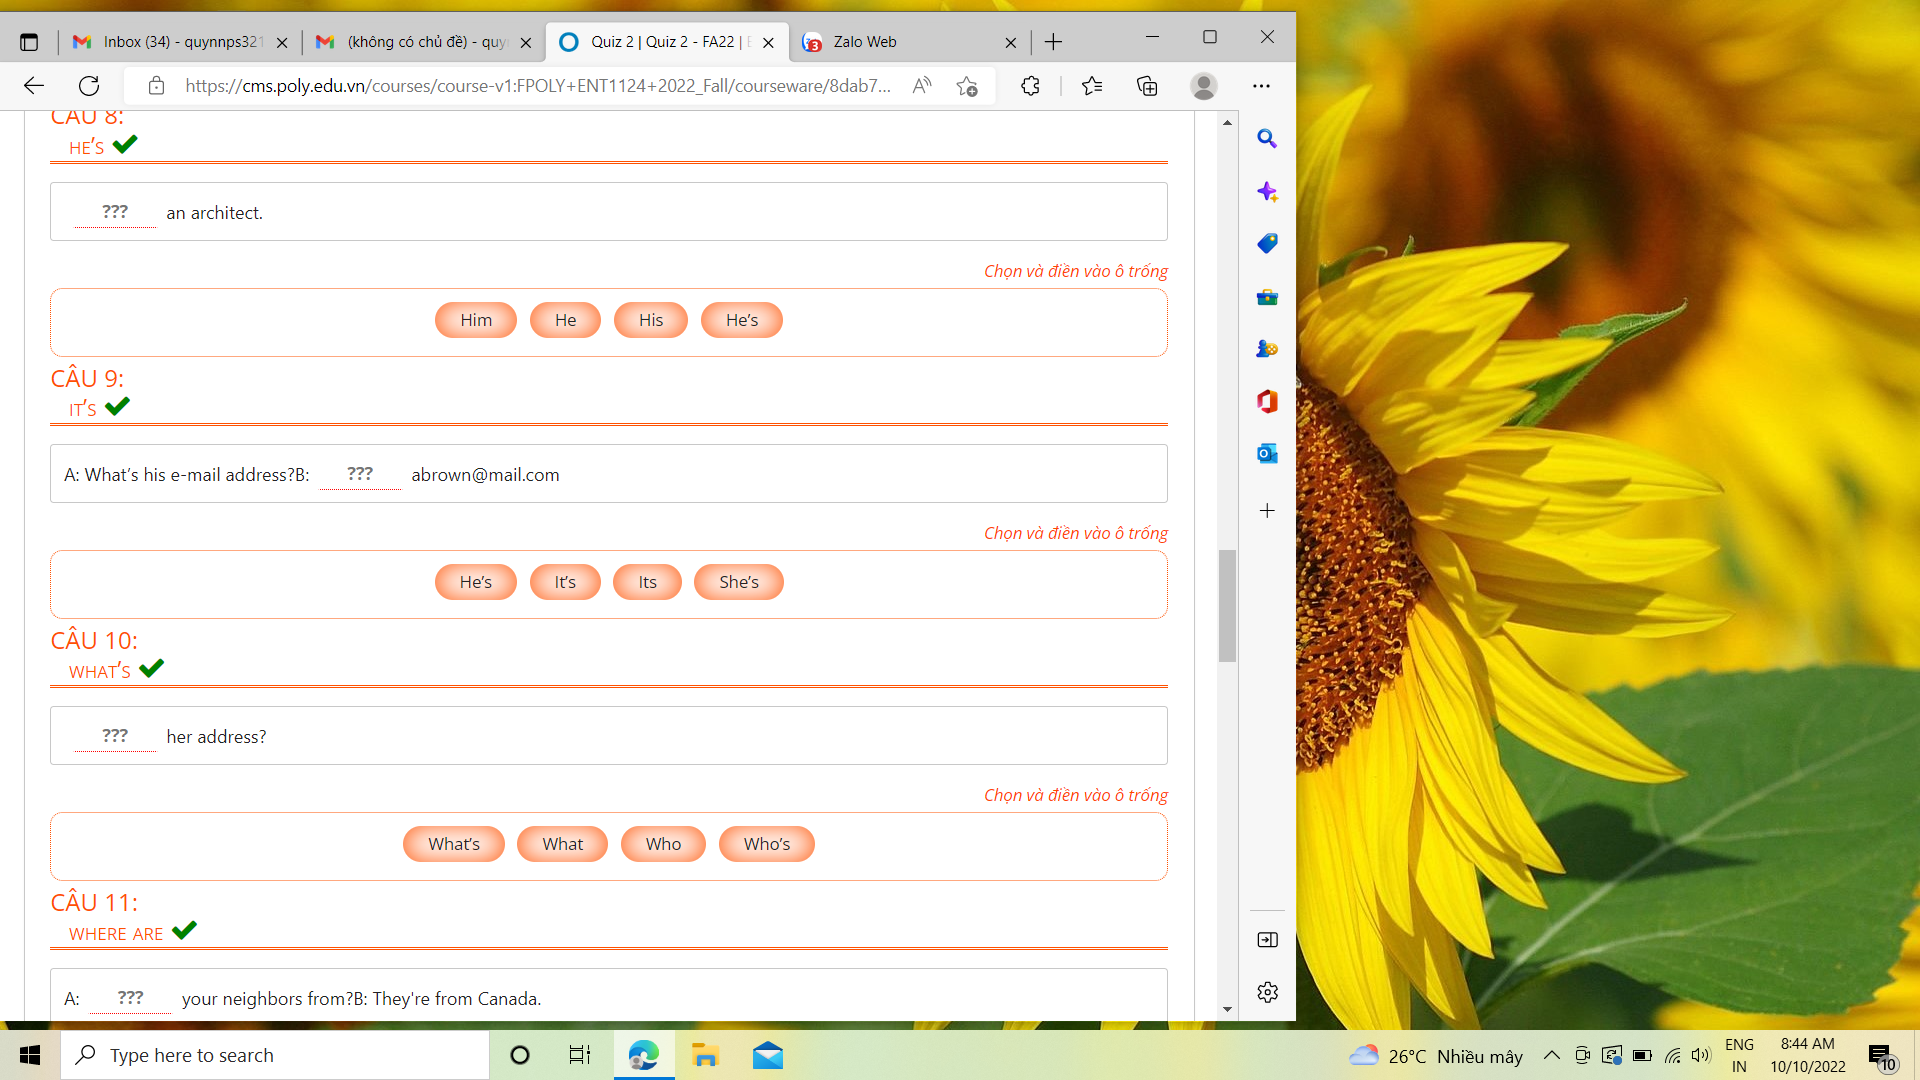 Inbox (34) - quynnps321
(không có chủ đề) - quyr
Quiz 2 | Quiz 2 - FA22 | E
3
Zalo Web
https://cms.poly.edu.vn/courses/course-v1:FPOLY+ENT1124+2022_Fall/courseware/8dab7...
CÂU 8:
HE'S
??? an architect.
Chọn và điền vào ô trống
Him He His He's
CÂU 9:
IT'S
A: What's his e-mail address?B: ??? abrown@mail.com
Chọn và điền vào ô trống
He's It's Its She's
CÂU 10:
WHAT'S
??? her address?
Chọn và điền vào ô trống
What's What Who Who's
CÂU 11:
WHERE ARE
A: ??? your neighbors from?B: They're from Canada.
Type here to search
26°C Nhiều mây
ENG
IN
8:44 AM
10/10/2022
10